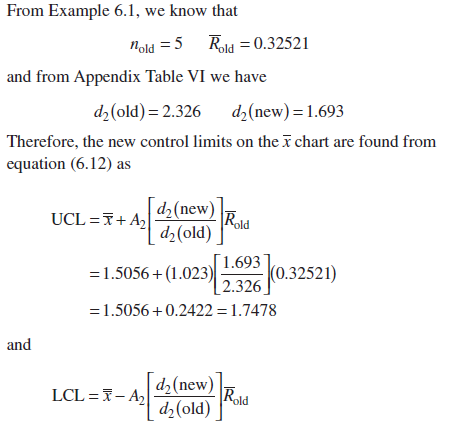 From Example 6.1, we know that
n_old = 5    R̅_old = 0.32521
and from Appendix Table VI we have
d₂(old) = 2.326    d₂(new) = 1.693
Therefore, the new control limits on the x̅ chart are found from
equation (6.12) as
UCL = x̿ + A₂[d₂(new)/d₂(old)]R̅_old
= 1.5056 + (1.023)[1.693/2.326](0.32521)
= 1.5056 + 0.2422 = 1.7478
and
LCL = x̿ − A₂[d₂(new)/d₂(old)]R̅_old